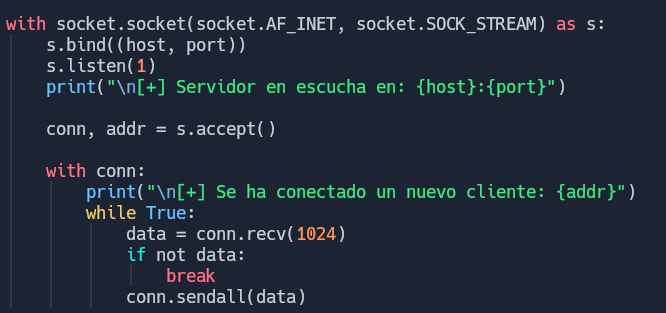 with socket.socket(socket.AF_INET, socket.SOCK_STREAM) as s:
    s.bind((host, port))
    s.listen(1)
    print("\n[+] Servidor en escucha en: {host}:{port}")

    conn, addr = s.accept()

    with conn:
        print("\n[+] Se ha conectado un nuevo cliente: {addr}")
        while True:
            data = conn.recv(1024)
            if not data:
                break
            conn.sendall(data)